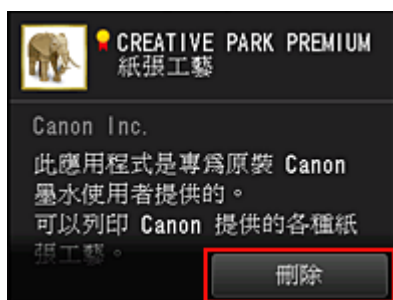 CREATIVE PARK PREMIUM
紙張工藝
Canon Inc.
此應用程式是專爲原裝 Canon
墨水使用者提供的。
可以列印 Canon 提供的各種紙
張工藝。
刪除